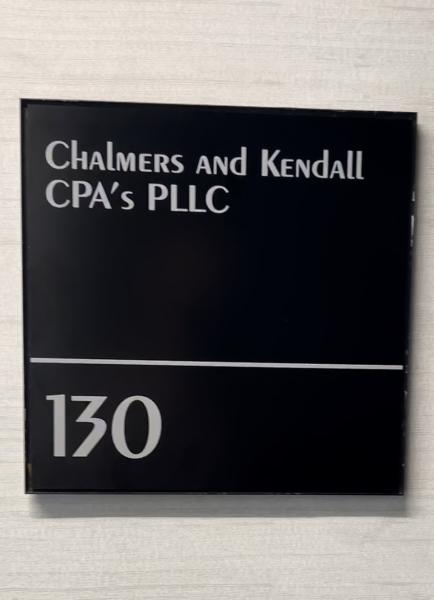 Chalmers and Kendall
CPA's PLLC
130